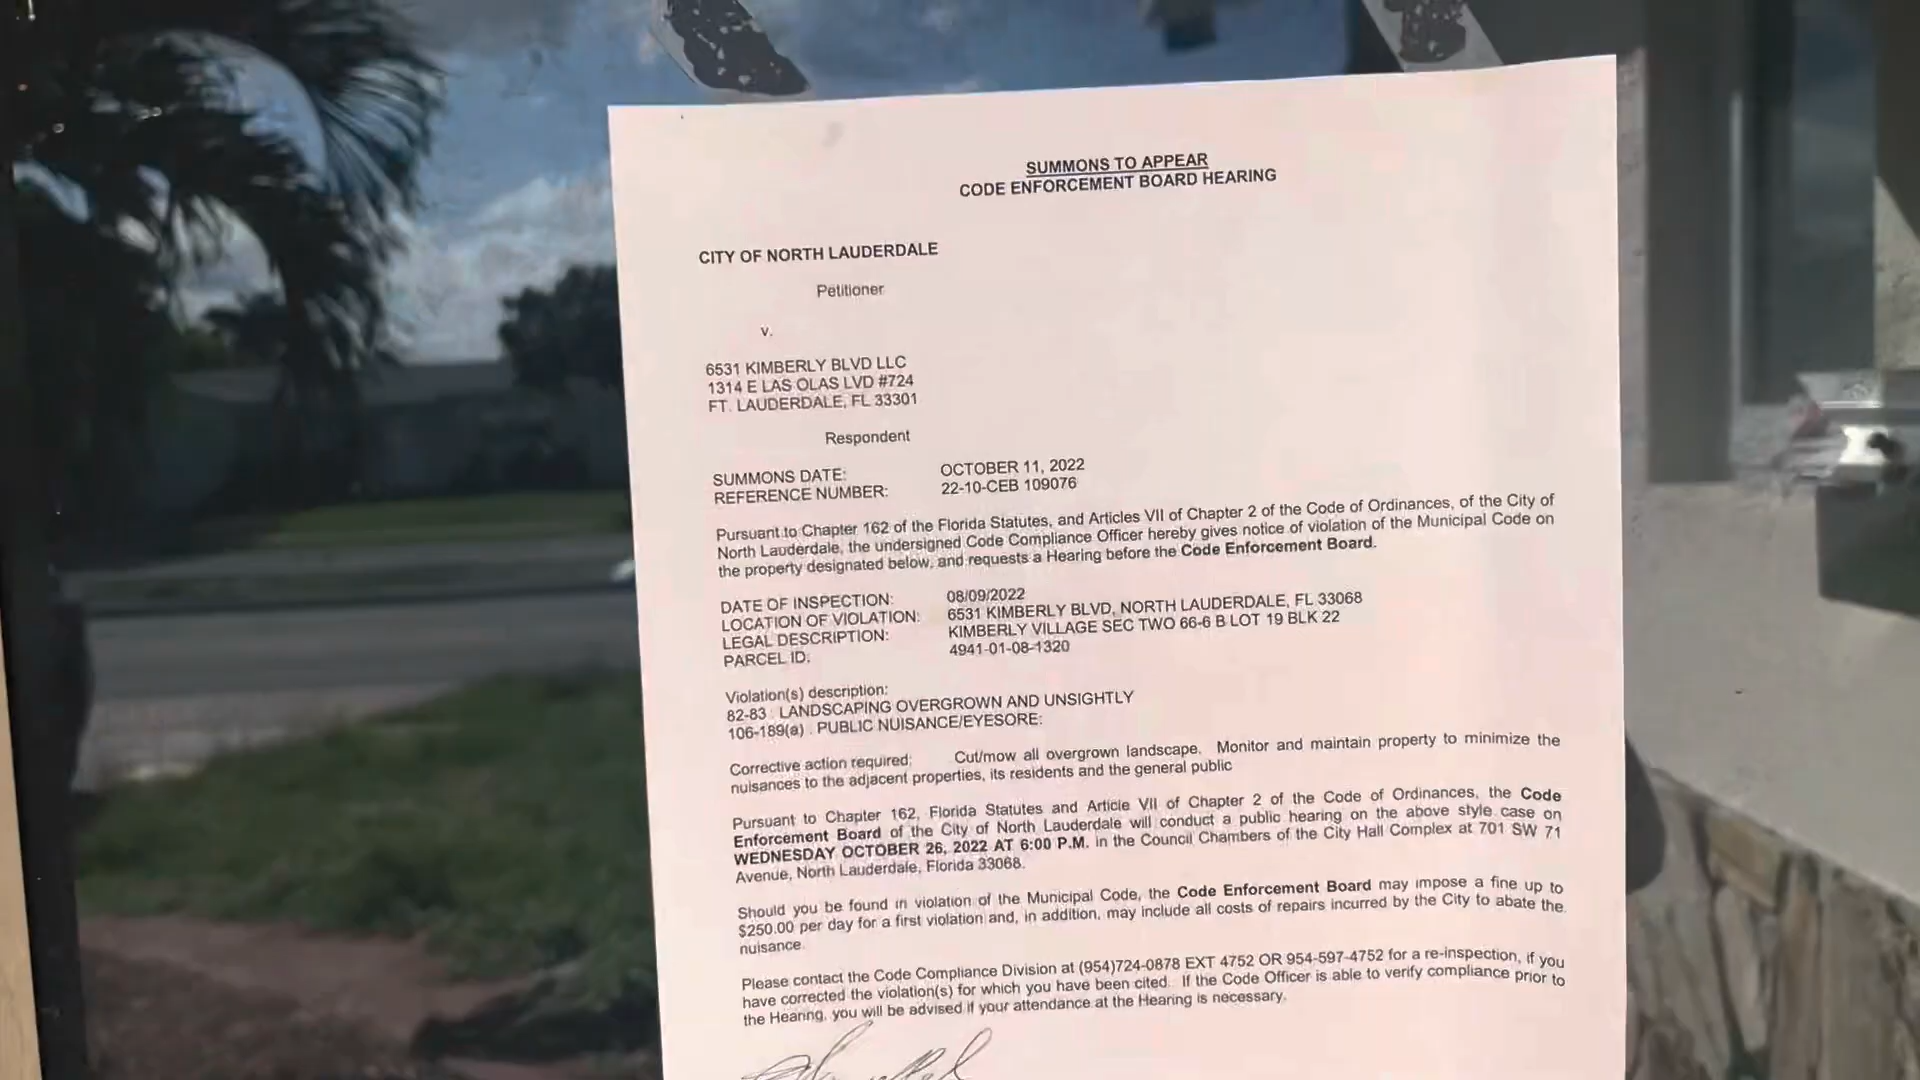 SUMMONS TO APPEAR
CODE ENFORCEMENT BOARD HEARING
CITY OF NORTH LAUDERDALE
Petitioner
v.
6531 KIMBERLY BLVD LLC
1314 E LAS OLAS LVD #724
FT. LAUDERDALE, FL 33301
Respondent
SUMMONS DATE: OCTOBER 11, 2022
REFERENCE NUMBER: 22-10-CEB 109076
Pursuant to Chapter 162 of the Florida Statutes, and Articles VII of Chapter 2 of the Code of Ordinances, of the City of
North Lauderdale, the undersigned Code Compliance Officer hereby gives notice of violation of the Municipal Code on
the property designated below, and requests a Hearing before the Code Enforcement Board.
DATE OF INSPECTION: 08/09/2022
LOCATION OF VIOLATION: 6531 KIMBERLY BLVD, NORTH LAUDERDALE, FL 33068
LEGAL DESCRIPTION: KIMBERLY VILLAGE SEC TWO 66-6 B LOT 19 BLK 22
PARCEL ID: 4941-01-08-1320
Violation(s) description:
82-83 : LANDSCAPING OVERGROWN AND UNSIGHTLY
106-189(a) : PUBLIC NUISANCE/EYESORE:
Corrective action required: Cut/mow all overgrown landscape. Monitor and maintain property to minimize the
nuisances to the adjacent properties, its residents and the general public
Pursuant to Chapter 162, Florida Statutes and Article VII of Chapter 2 of the Code of Ordinances, the Code
Enforcement Board of the City of North Lauderdale will conduct a public hearing on the above style case on
WEDNESDAY OCTOBER 26, 2022 AT 6:00 P.M. in the Council Chambers of the City Hall Complex at 701 SW 71
Avenue, North Lauderdale, Florida 33068.
Should you be found in violation of the Municipal Code, the Code Enforcement Board may impose a fine up to
$250.00 per day for a first violation and, in addition, may include all costs of repairs incurred by the City to abate the
nuisance.
Please contact the Code Compliance Division at (954)724-0878 EXT 4752 OR 954-597-4752 for a re-inspection, if you
have corrected the violation(s) for which you have been cited. If the Code Officer is able to verify compliance prior to
the Hearing, you will be advised if your attendance at the Hearing is necessary.